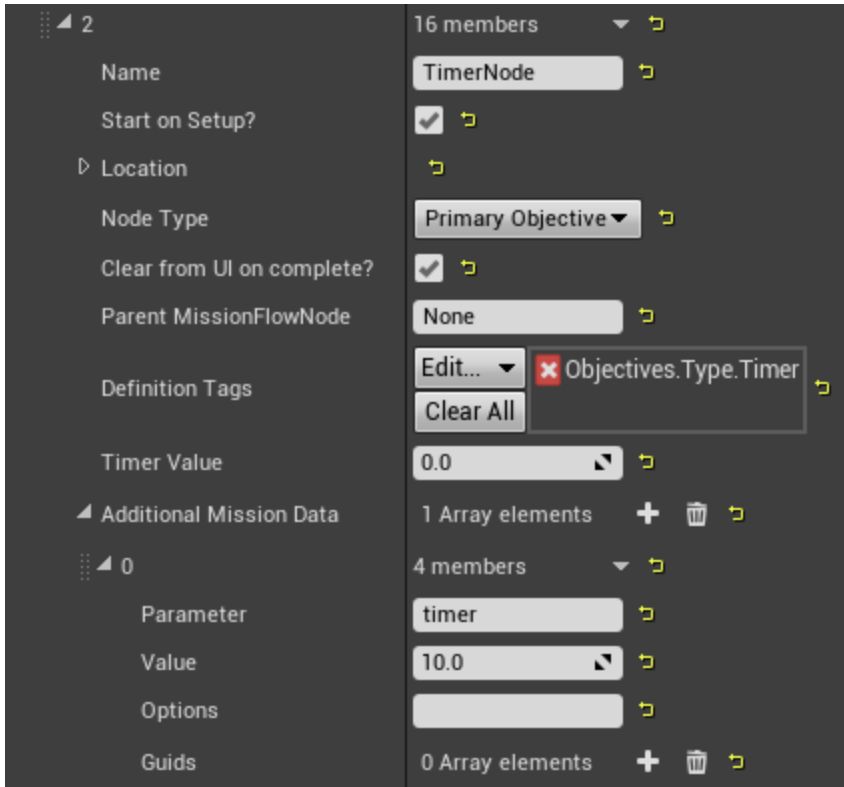 2 16 members
Name TimerNode
Start on Setup?
Location
Node Type Primary Objective
Clear from UI on complete?
Parent MissionFlowNode None
Definition Tags Edit... Objectives.Type.Timer
Clear All
Timer Value 0.0
Additional Mission Data 1 Array elements
0 4 members
Parameter timer
Value 10.0
Options
Guids 0 Array elements